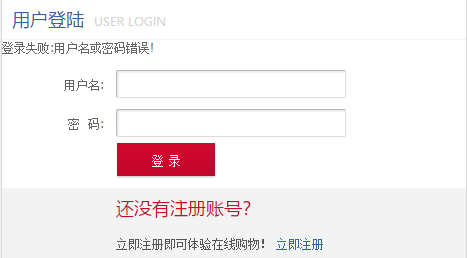 用户登陆 USER LOGIN
登录失败:用户名或密码错误!
用户名:
密 码:
登 录
还没有注册账号？
立即注册即可体验在线购物！ 立即注册